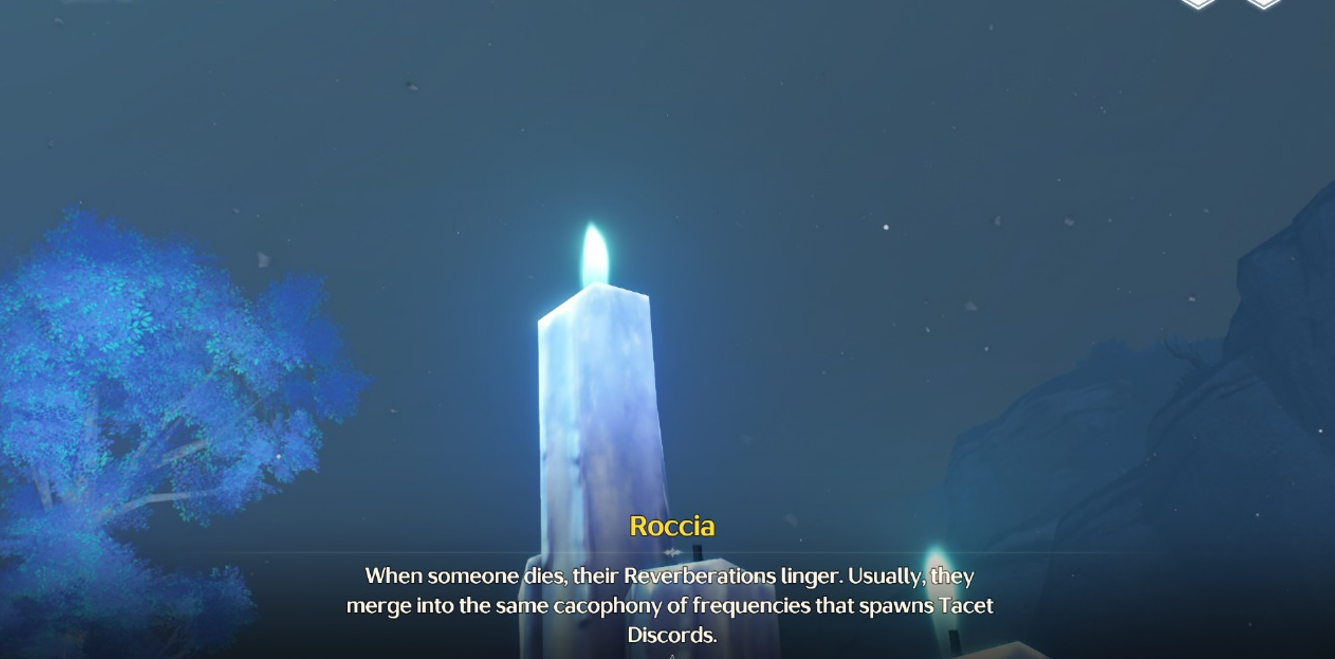 Roccia
When someone dies, their Reverberations linger. Usually, they
merge into the same cacophony of frequencies that spawns Tacet
Discords.